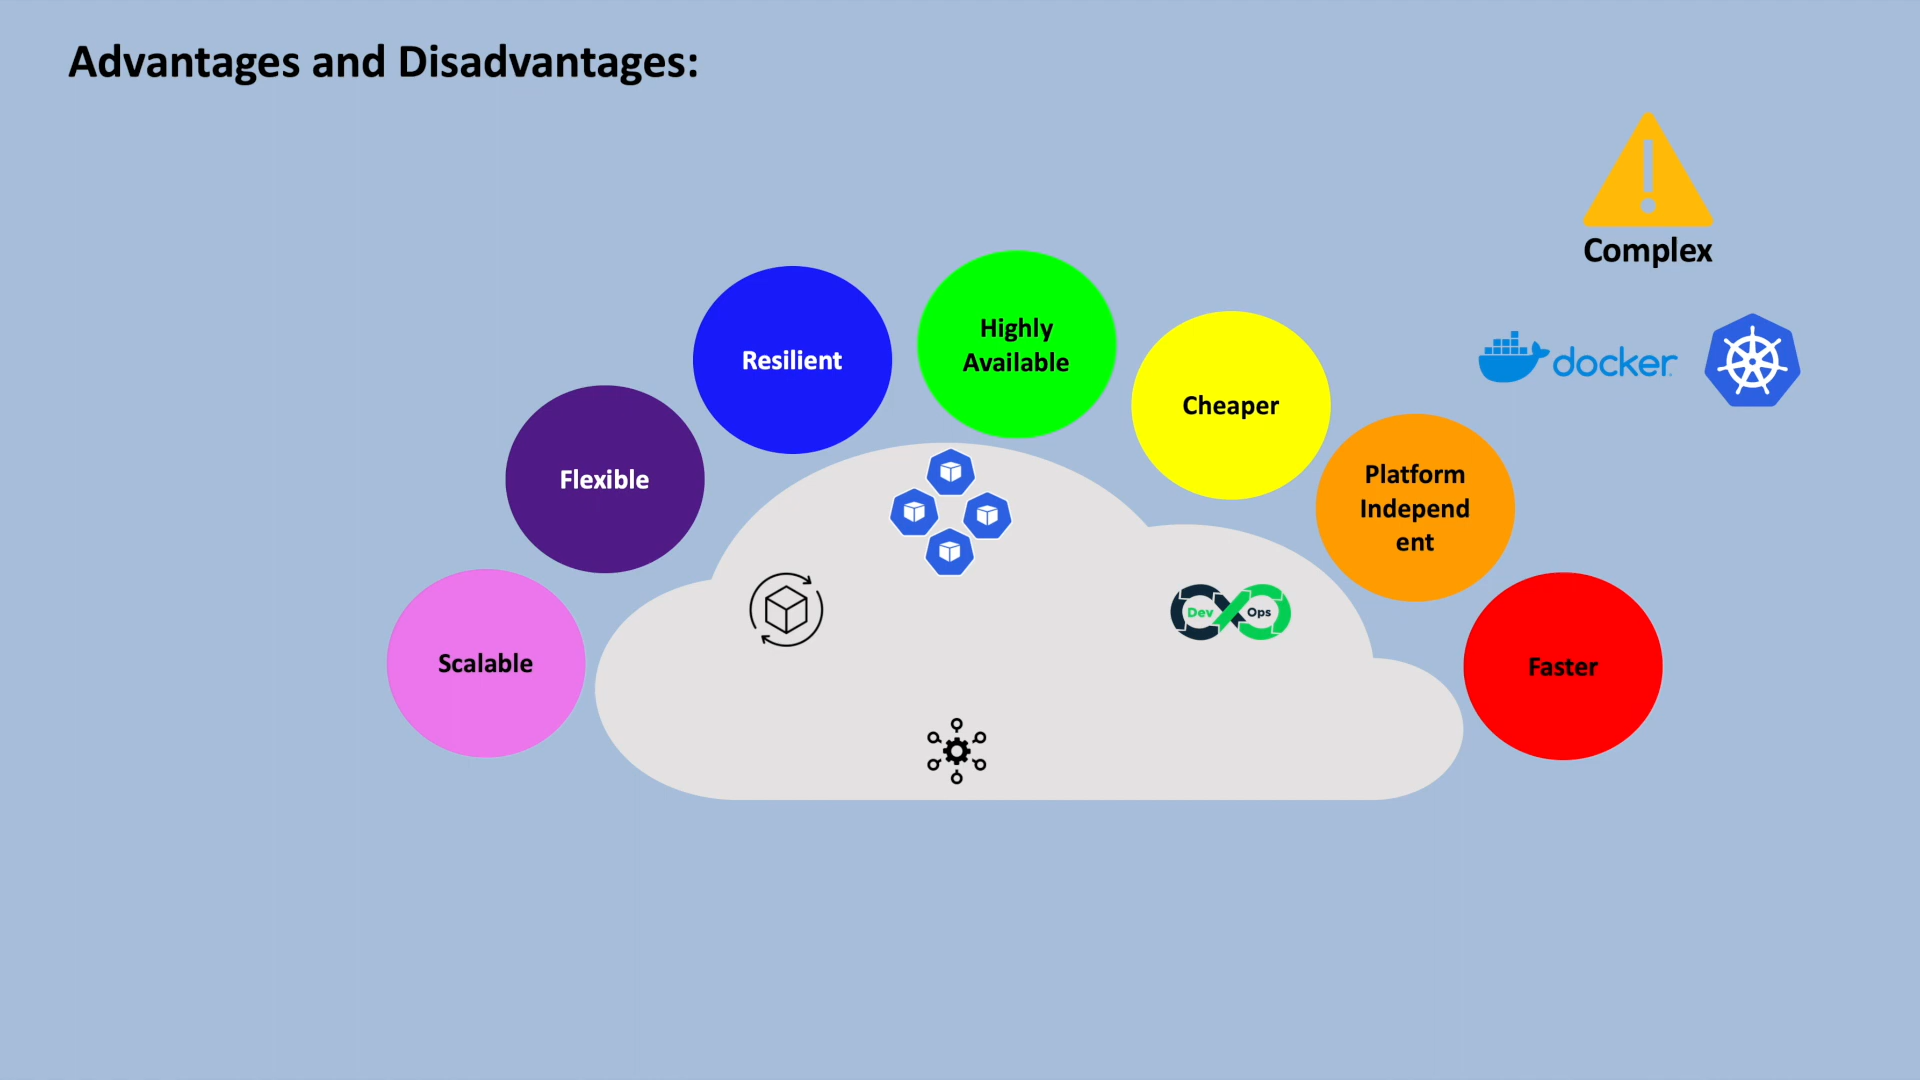 Advantages and Disadvantages:
Complex
docker
Highly
Available
Resilient
Cheaper
Flexible
Platform
Independ
ent
Dev
Ops
Scalable
Faster